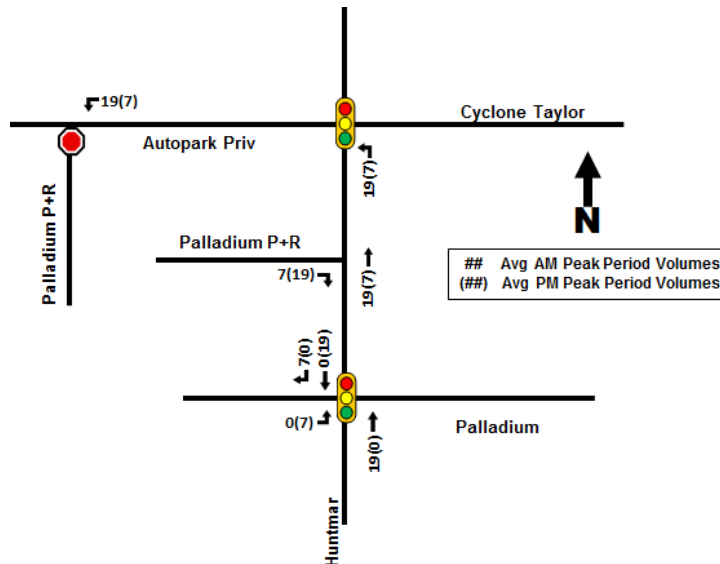 19(7)
Cyclone Taylor
Autopark Priv
19(7)
Palladium P+R
Palladium P+R
N
## Avg AM Peak Period Volumes
(##) Avg PM Peak Period Volumes
7(19)
19(7)
7(0)
0(19)
0(7)
19(0)
Palladium
Huntmar